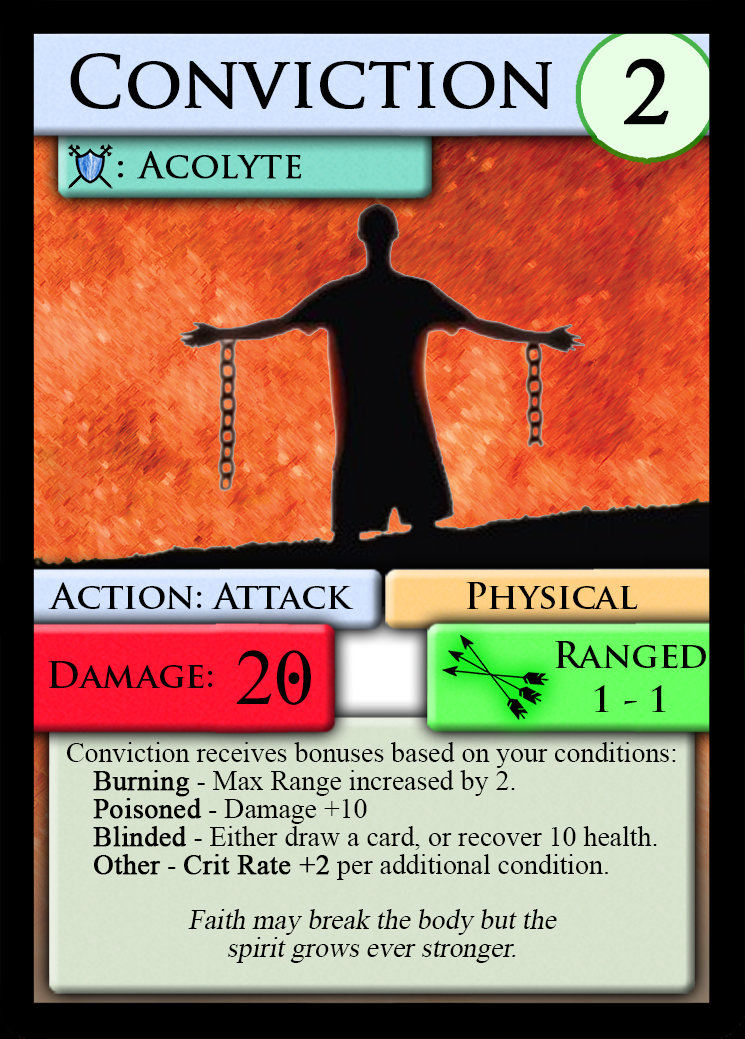 Conviction
2
: Acolyte
Action: Attack
Physical
Damage: 20
Ranged
1 - 1
Conviction receives bonuses based on your conditions:
Burning - Max Range increased by 2.
Poisoned - Damage +10
Blinded - Either draw a card, or recover 10 health.
Other - Crit Rate +2 per additional condition.
Faith may break the body but the
spirit grows ever stronger.